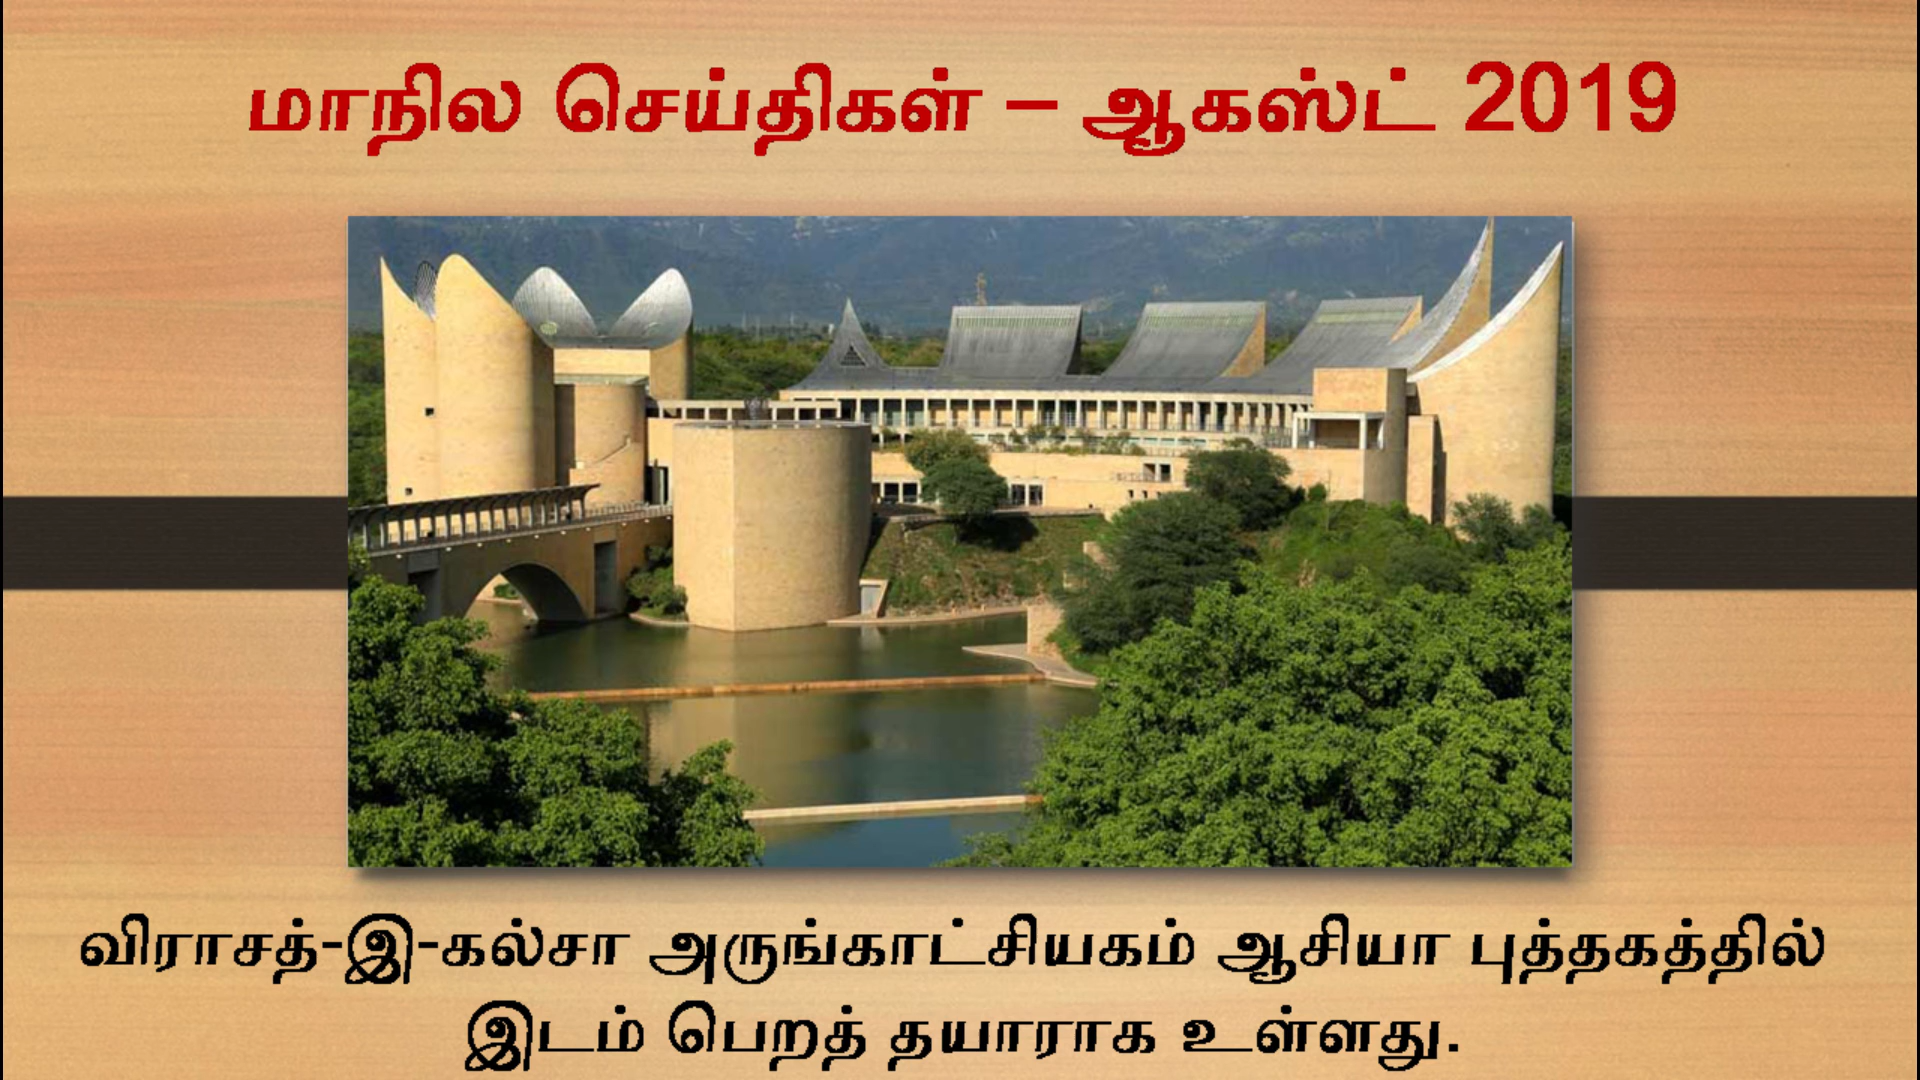 மாநில செய்திகள் – ஆகஸ்ட் 2019
விராசத்-இ-கல்சா அருங்காட்சியகம் ஆசியா புத்தகத்தில்
இடம் பெறத் தயாராக உள்ளது.